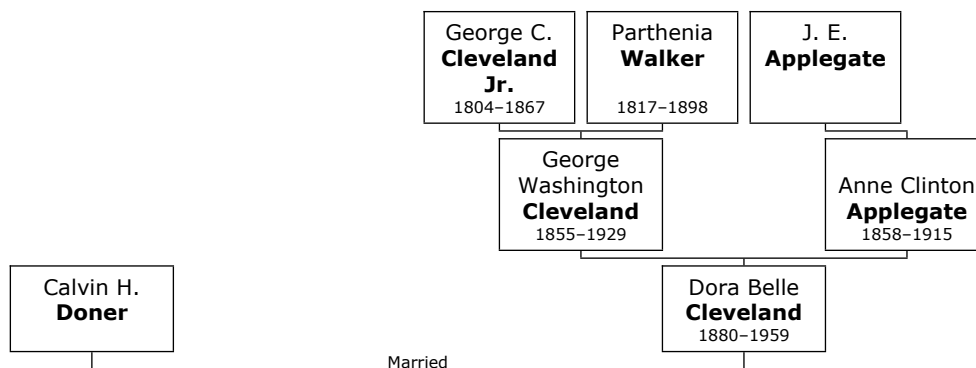 George C.
Cleveland
Jr.
1804–1867
Parthenia
Walker
1817–1898
J. E.
Applegate
George
Washington
Cleveland
1855–1929
Anne Clinton
Applegate
1858–1915
Calvin H.
Doner
Dora Belle
Cleveland
1880–1959
Married